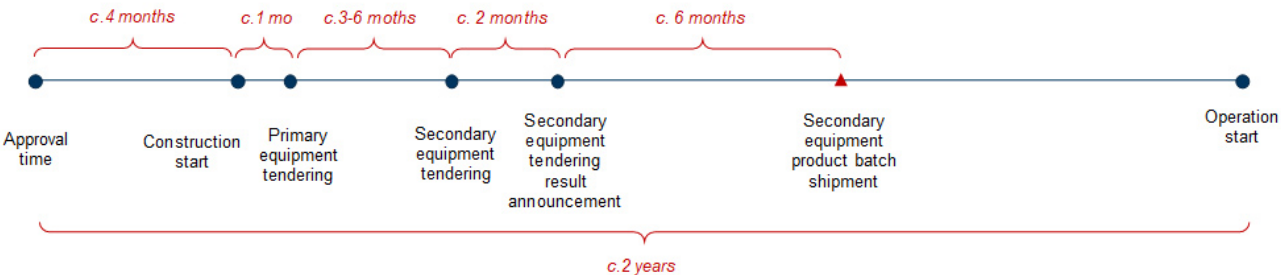 c.4 months
c.1 mo
c.3-6 moths
c. 2 months
c. 6 months
Approval
time
Construction
start
Primary
equipment
tendering
Secondary
equipment
tendering
Secondary
equipment
tendering
result
announcement
Secondary
equipment
product batch
shipment
Operation
start
c.2 years